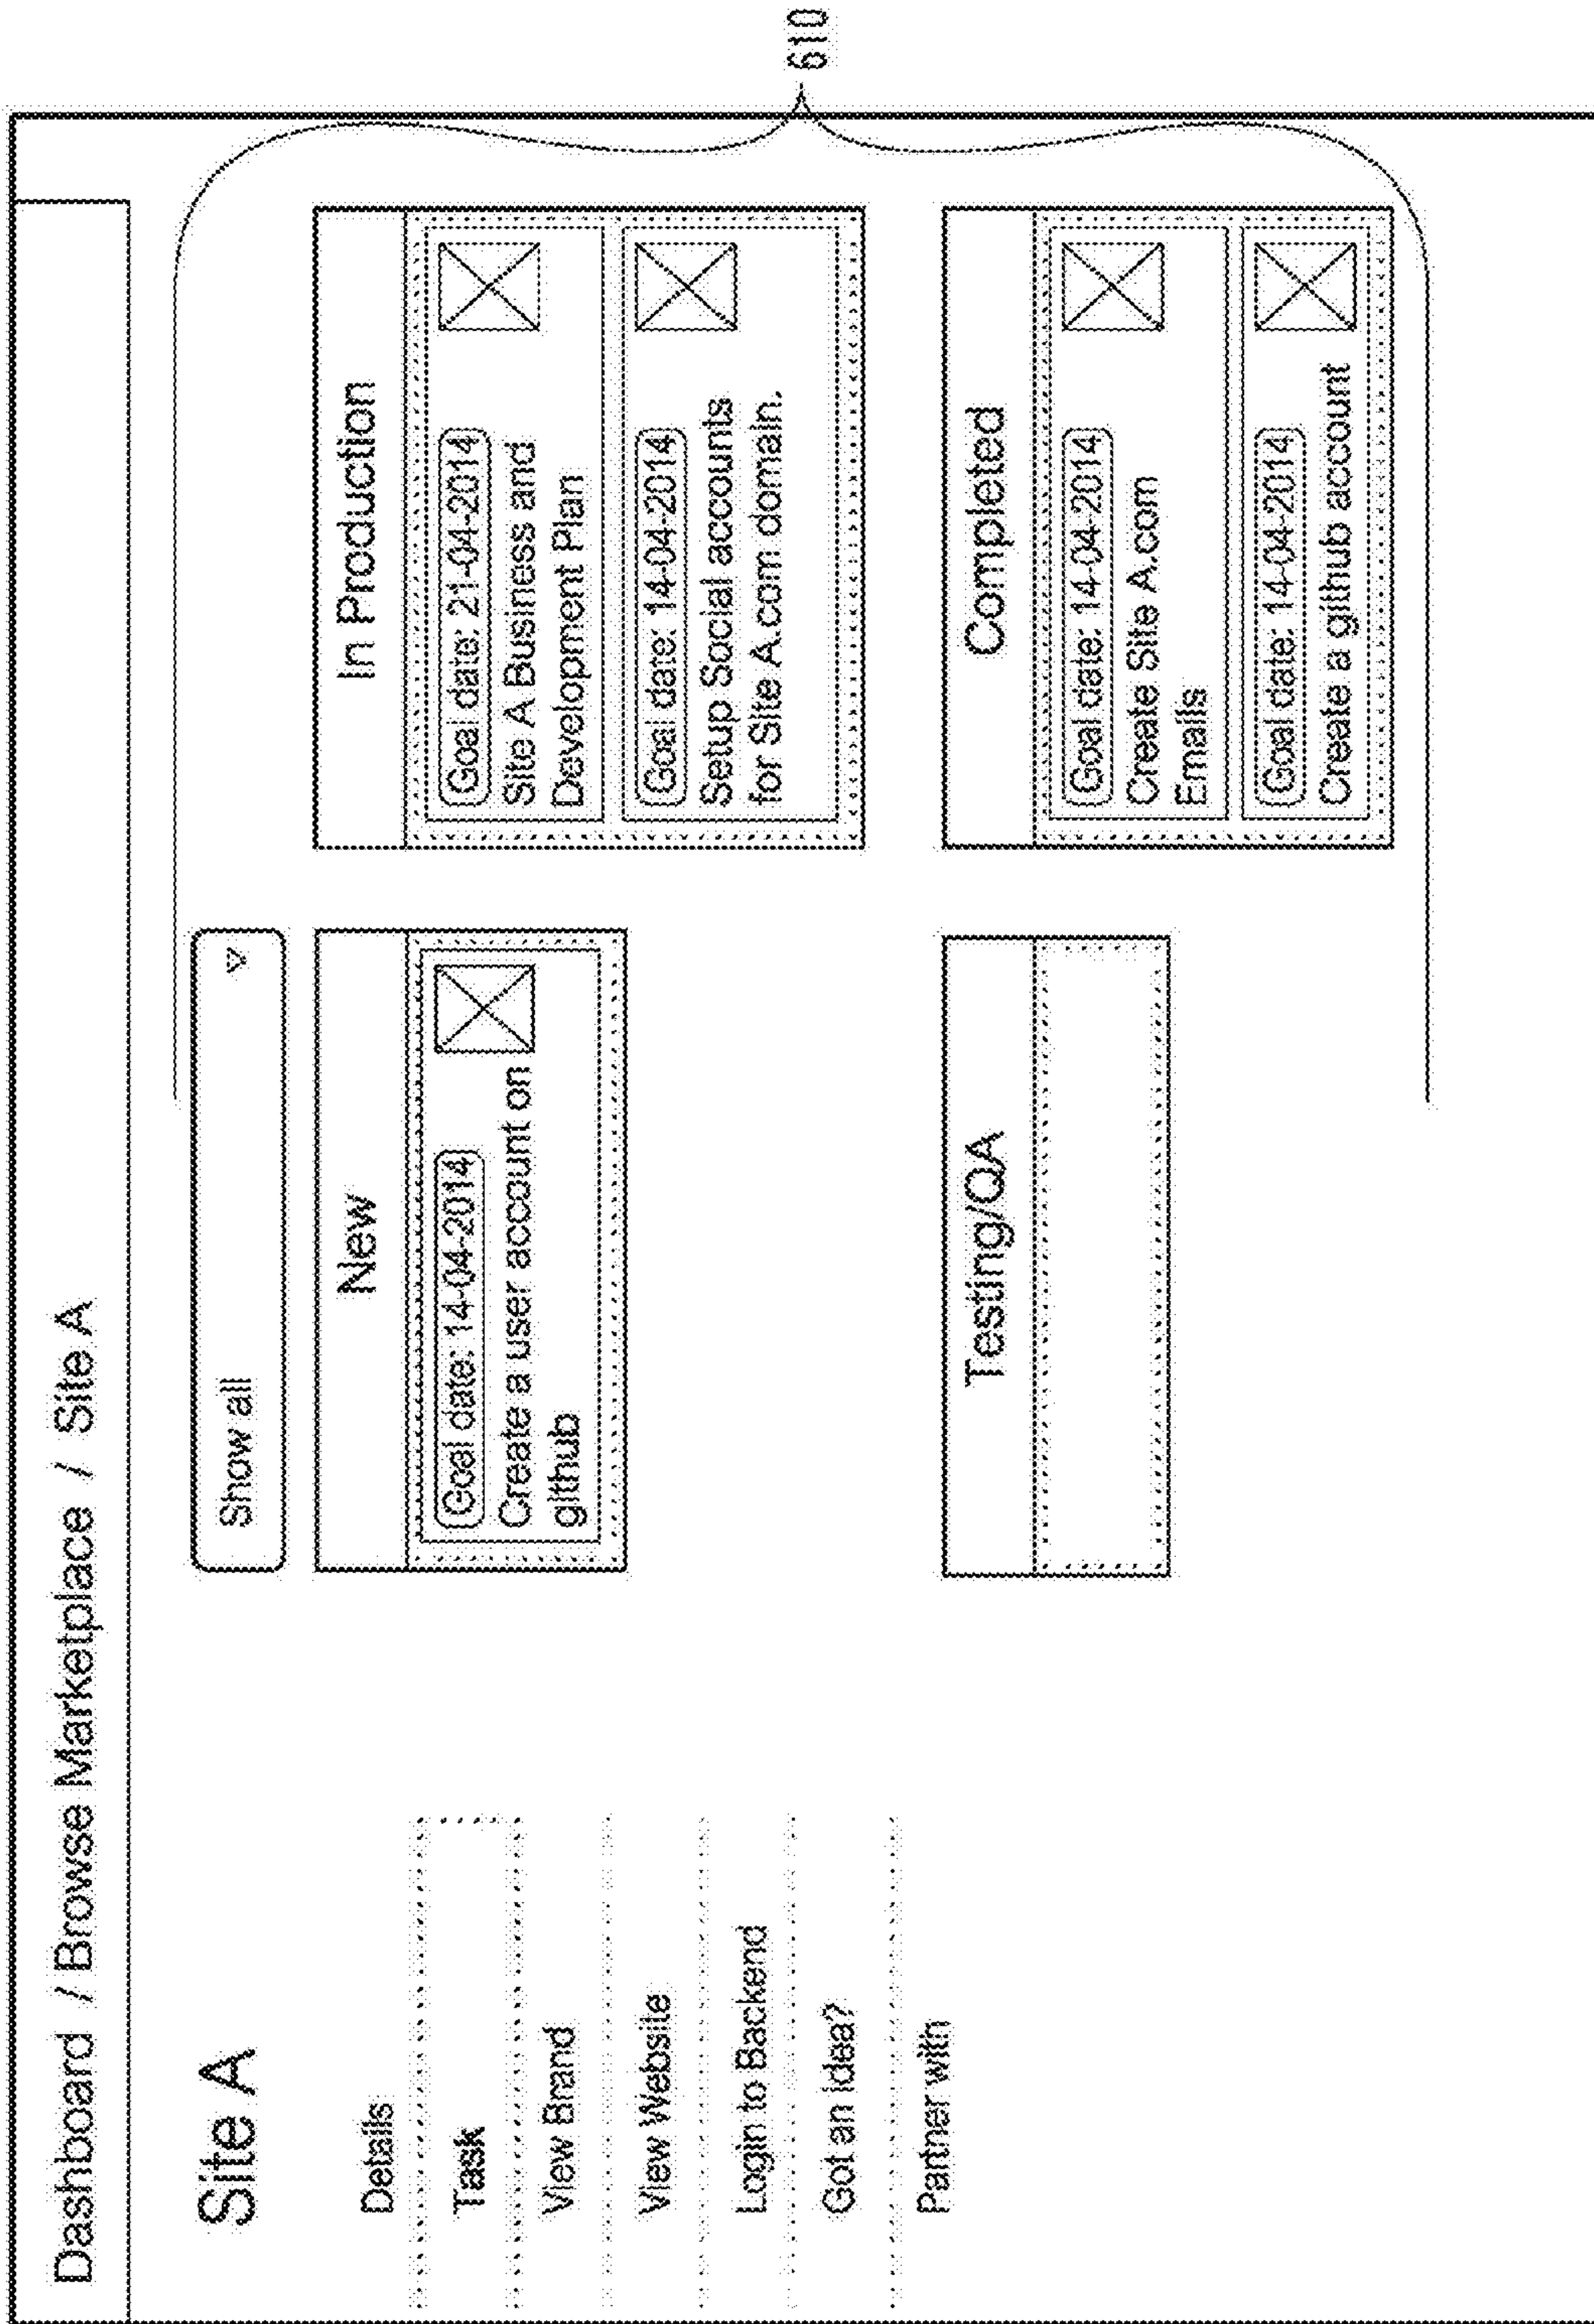 Dashboard / Browse Marketplace / Site A
Site A
Details
Task
View Brand
View Website
Login to Backend
Got an idea?
Partner with
Show all
New
Goal date: 14-04-2014
Create a user account on
github
In Production
Goal date: 21-04-2014
Site A Business and
Development Plan
Goal date: 14-04-2014
Setup Social accounts
for Site A.com domain.
Testing/QA
Completed
Goal date: 14-04-2014
Create Site A.com
Emails
Goal date: 14-04-2014
Create a github account
610